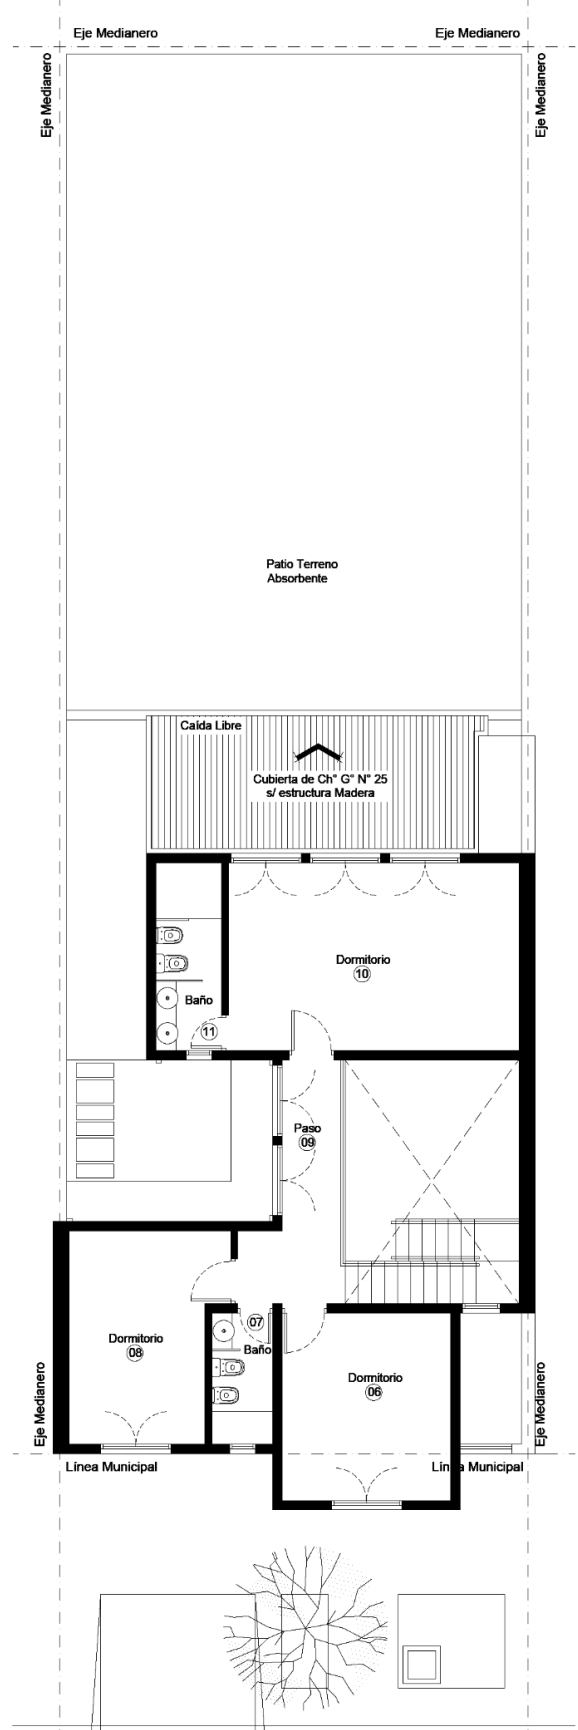 Eje Medianero
Eje Medianero
Eje Medianero
Eje Medianero
Patio Terreno
Absorbente
Caída Libre
Cubierta de Ch° G° N° 25
s/ estructura Madera
Dormitorio
10
Baño
11
Paso
09
07
Baño
Dormitorio
08
Dormitorio
06
Eje Medianero
Eje Medianero
Línea Municipal
Línea Municipal